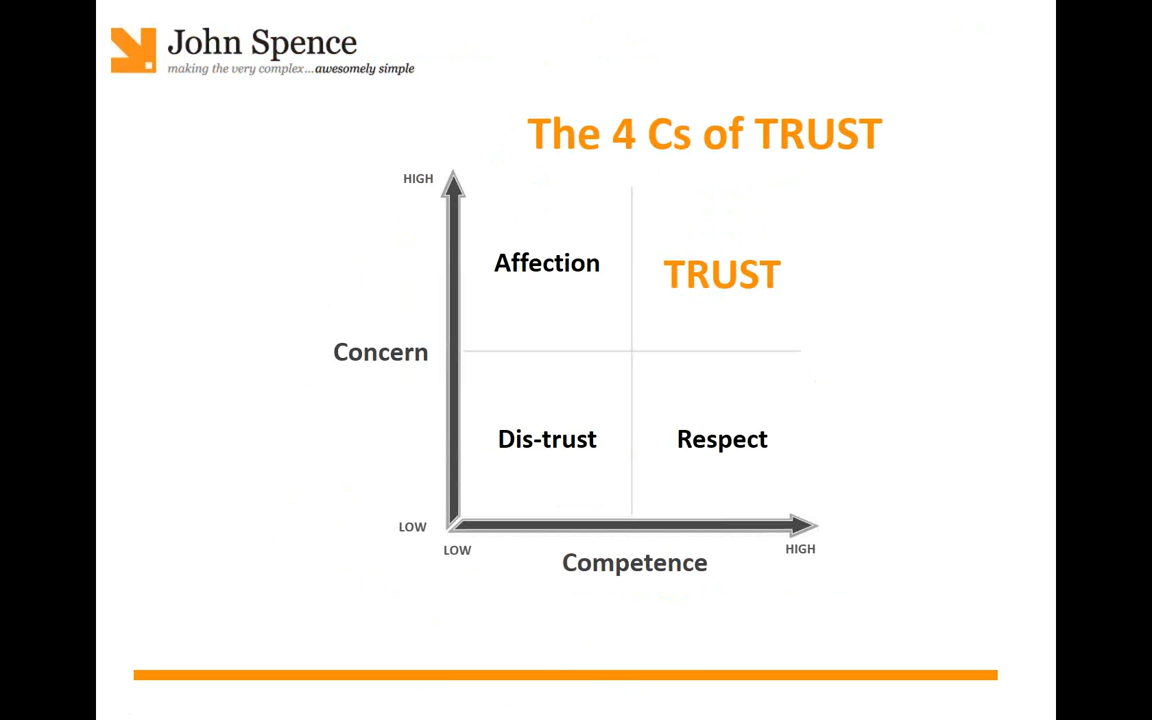 John Spence
making the very complex...awesomely simple
The 4 Cs of TRUST
HIGH
Affection
TRUST
Concern
Dis-trust
Respect
LOW
LOW
HIGH
Competence